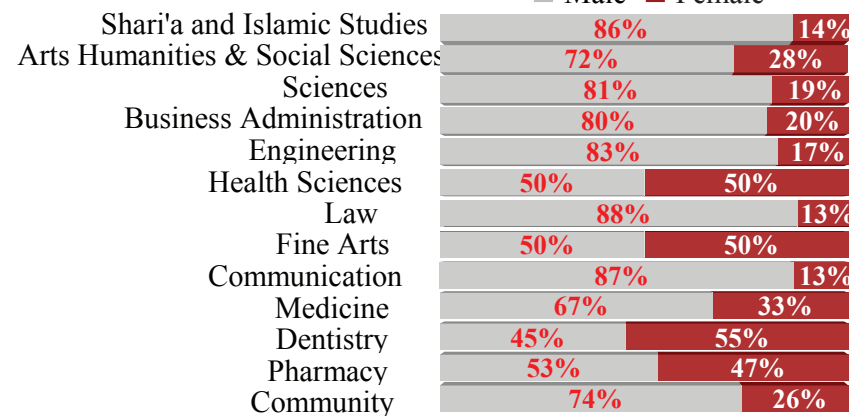 Male Female
Shari'a and Islamic Studies 86% 14%
Arts Humanities & Social Sciences 72% 28%
Sciences 81% 19%
Business Administration 80% 20%
Engineering 83% 17%
Health Sciences 50% 50%
Law 88% 13%
Fine Arts 50% 50%
Communication 87% 13%
Medicine 67% 33%
Dentistry 45% 55%
Pharmacy 53% 47%
Community 74% 26%